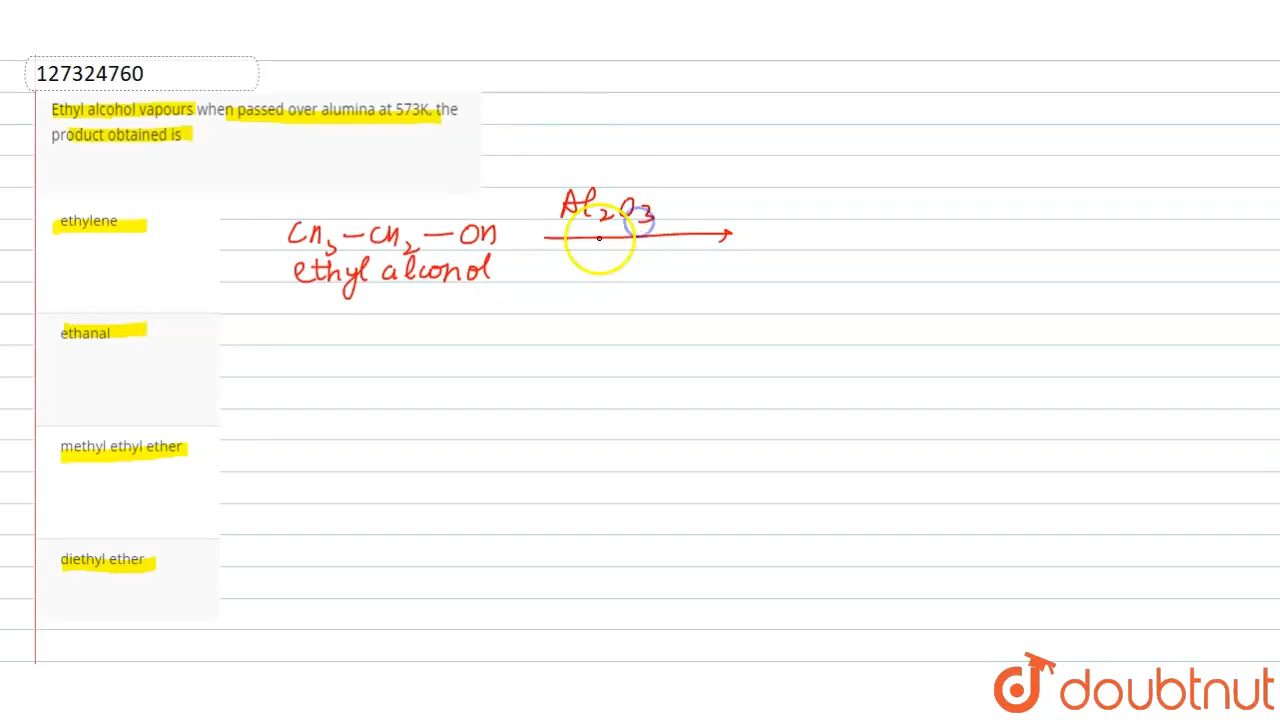 127324760
Ethyl alcohol vapours when passed over alumina at 573K, the
product obtained is
ethylene
CH3-CH2-OH
ethyl alcohol
Al2O3
ethanal
methyl ethyl ether
diethyl ether
doubtnut